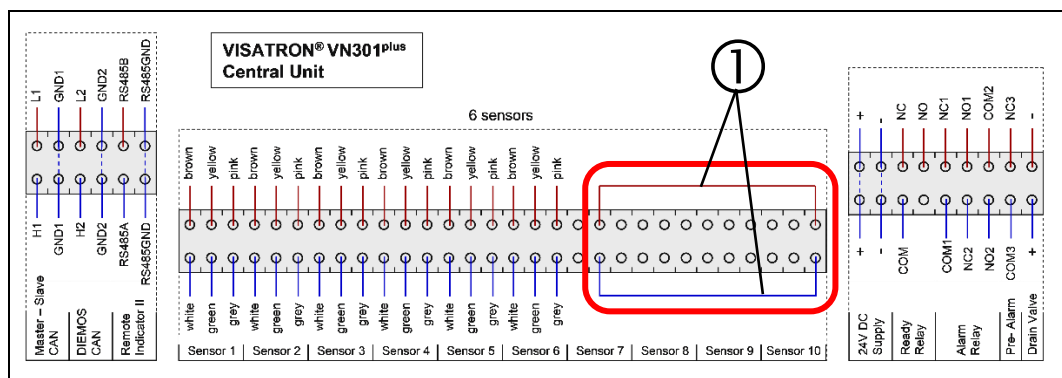 VISATRON® VN301plus
Central Unit
①
6 sensors
L1 GND1 L2 GND2 RS485B RS485GND
H1 GND1 H2 GND2 RS485A RS485GND
Master – Slave
CAN
DIEMOS
CAN
Remote
Indicator II
brown yellow pink brown yellow pink brown yellow pink brown yellow pink brown yellow pink brown yellow pink
white green grey white green grey white green grey white green grey white green grey white green grey
Sensor 1 Sensor 2 Sensor 3 Sensor 4 Sensor 5 Sensor 6 Sensor 7 Sensor 8 Sensor 9 Sensor 10
+ - NC NO NC1 NO1 COM2 NC3 -
+ - COM COM1 NC2 NO2 COM3 +
24V DC
Supply
Ready
Relay
Alarm
Relay
Pre-Alarm
Drain Valve